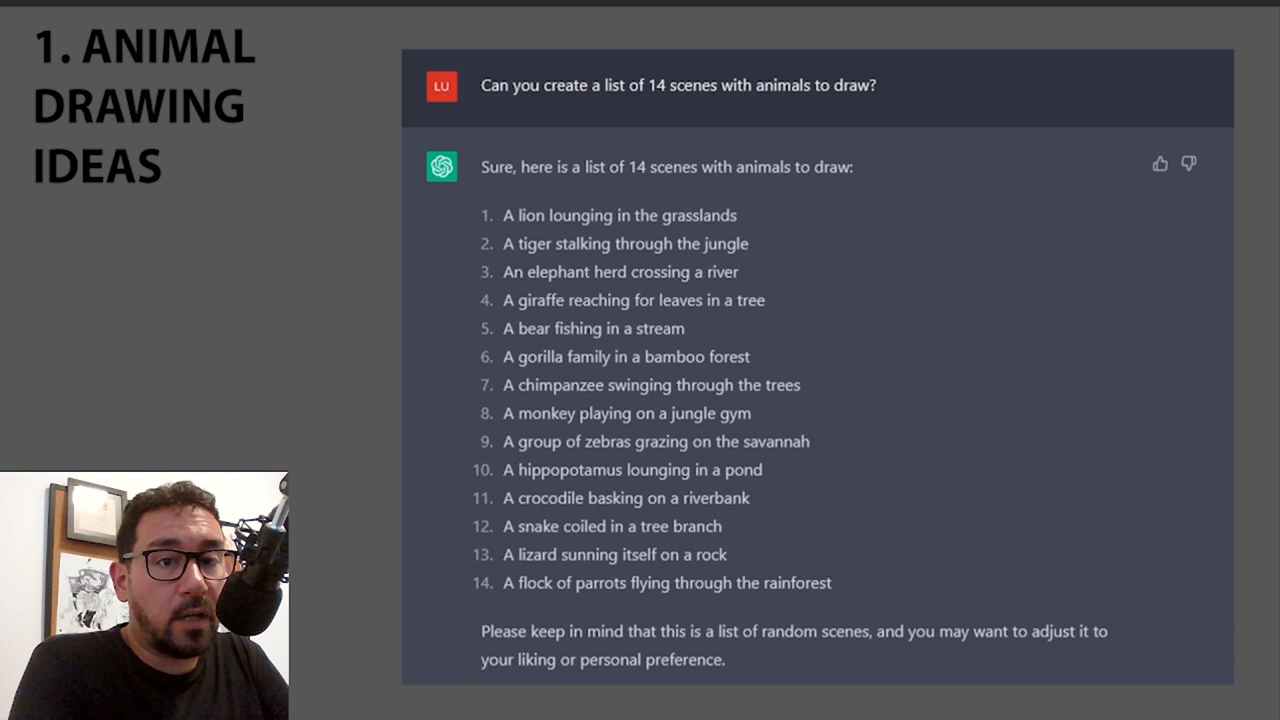 1. ANIMAL
DRAWING
IDEAS
LU
Can you create a list of 14 scenes with animals to draw?
Sure, here is a list of 14 scenes with animals to draw:
1. A lion lounging in the grasslands
2. A tiger stalking through the jungle
3. An elephant herd crossing a river
4. A giraffe reaching for leaves in a tree
5. A bear fishing in a stream
6. A gorilla family in a bamboo forest
7. A chimpanzee swinging through the trees
8. A monkey playing on a jungle gym
9. A group of zebras grazing on the savannah
10. A hippopotamus lounging in a pond
11. A crocodile basking on a riverbank
12. A snake coiled in a tree branch
13. A lizard sunning itself on a rock
14. A flock of parrots flying through the rainforest
Please keep in mind that this is a list of random scenes, and you may want to adjust it to
your liking or personal preference.